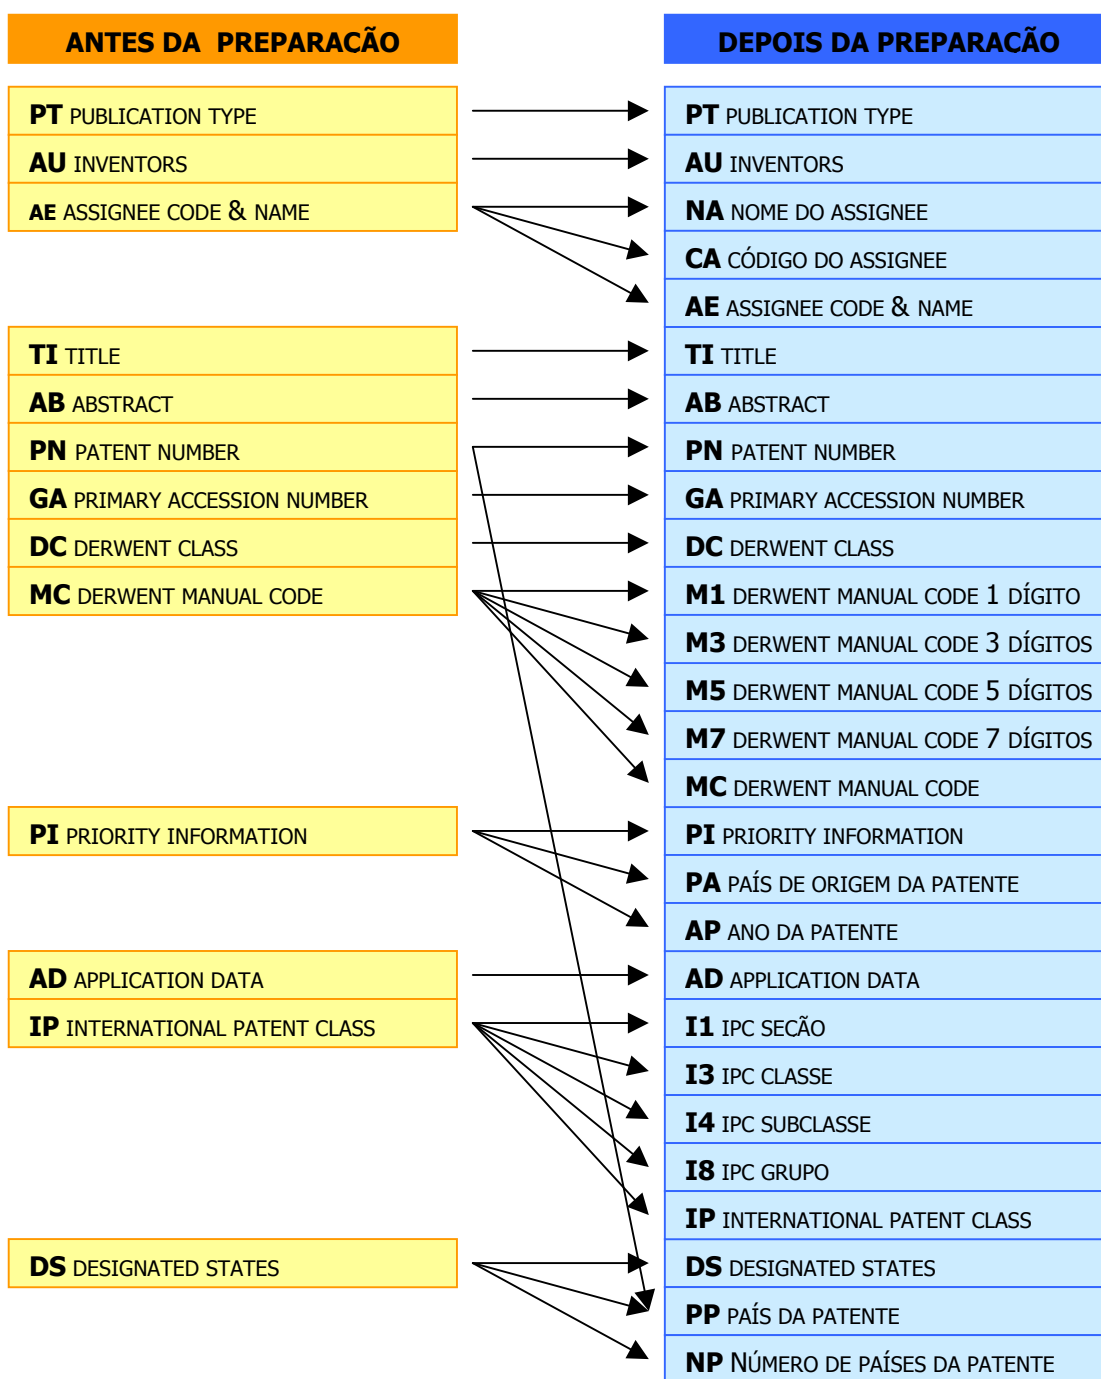 ANTES DA PREPARAÇÃO
DEPOIS DA PREPARAÇÃO
PT PUBLICATION TYPE
PT PUBLICATION TYPE
AU INVENTORS
AU INVENTORS
AE ASSIGNEE CODE & NAME
NA NOME DO ASSIGNEE
CA CÓDIGO DO ASSIGNEE
AE ASSIGNEE CODE & NAME
TI TITLE
TI TITLE
AB ABSTRACT
AB ABSTRACT
PN PATENT NUMBER
PN PATENT NUMBER
GA PRIMARY ACCESSION NUMBER
GA PRIMARY ACCESSION NUMBER
DC DERWENT CLASS
DC DERWENT CLASS
MC DERWENT MANUAL CODE
M1 DERWENT MANUAL CODE 1 DÍGITO
M3 DERWENT MANUAL CODE 3 DÍGITOS
M5 DERWENT MANUAL CODE 5 DÍGITOS
M7 DERWENT MANUAL CODE 7 DÍGITOS
MC DERWENT MANUAL CODE
PI PRIORITY INFORMATION
PI PRIORITY INFORMATION
PA PAÍS DE ORIGEM DA PATENTE
AP ANO DA PATENTE
AD APPLICATION DATA
AD APPLICATION DATA
IP INTERNATIONAL PATENT CLASS
I1 IPC SEÇÃO
I3 IPC CLASSE
I4 IPC SUBCLASSE
I8 IPC GRUPO
IP INTERNATIONAL PATENT CLASS
DS DESIGNATED STATES
DS DESIGNATED STATES
PP PAÍS DA PATENTE
NP NÚMERO DE PAÍSES DA PATENTE